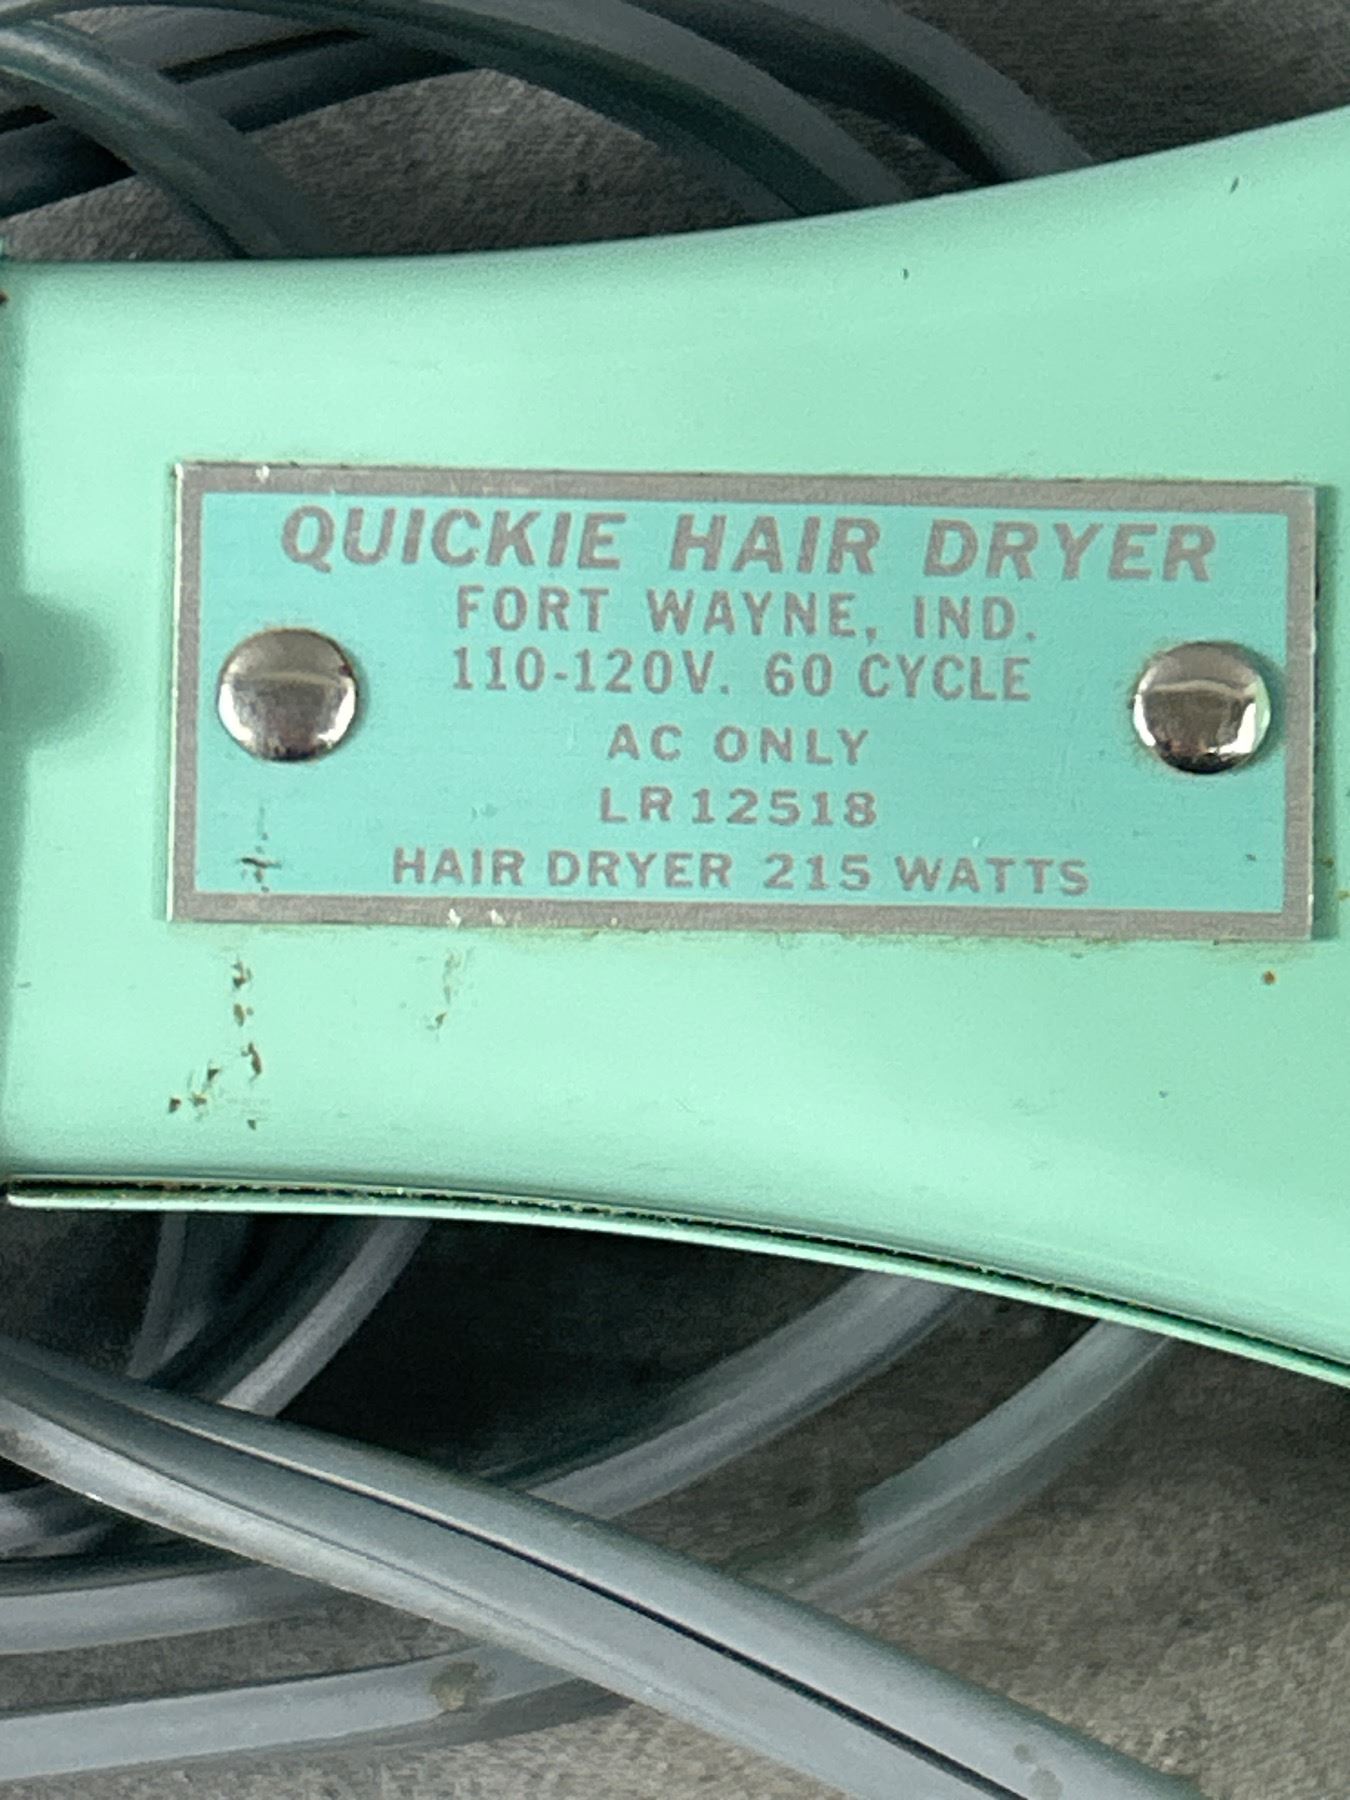 QUICKIE HAIR DRYER
FORT WAYNE, IND.
110-120V. 60 CYCLE
AC ONLY
LR12518
HAIR DRYER 215 WATTS